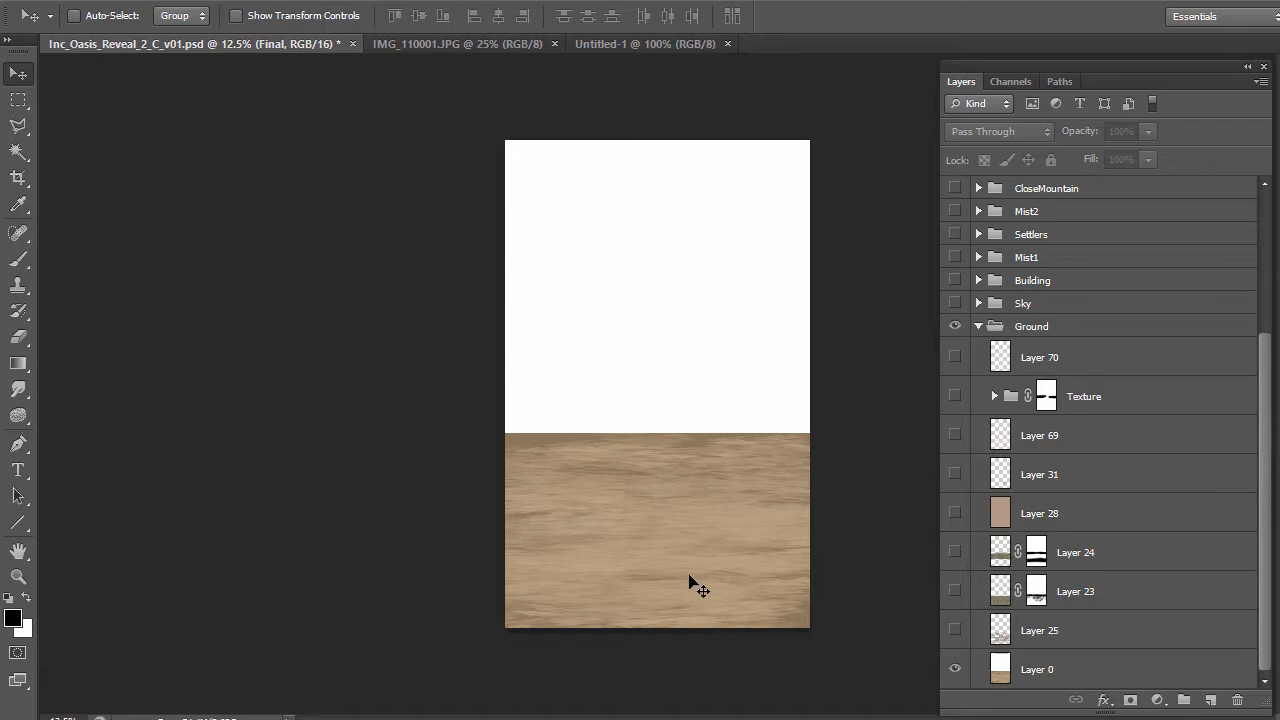 Auto-Select: Group Show Transform Controls Essentials
Inc_Oasis_Reveal_2_C_v01.psd @ 12.5% (Final, RGB/16) * × IMG_110001.JPG @ 25% (RGB/8) × Untitled-1 @ 100% (RGB/8) ×
Layers Channels Paths
Kind
Pass Through Opacity: 100%
Lock: Fill: 100%
CloseMountain
Mist2
Settlers
Mist1
Building
Sky
Ground
Layer 70
Texture
Layer 69
Layer 31
Layer 28
Layer 24
Layer 23
Layer 25
Layer 0